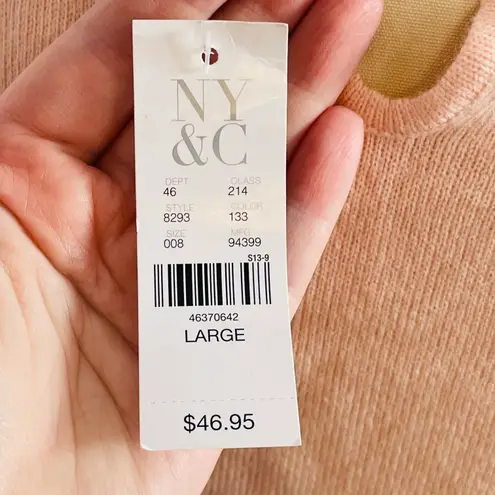 NY
&C
DEPT CLASS
46 214
STYLE COLOR
8293 133
SIZE MFG
008 94399
S13-9
46370642
LARGE
$46.95